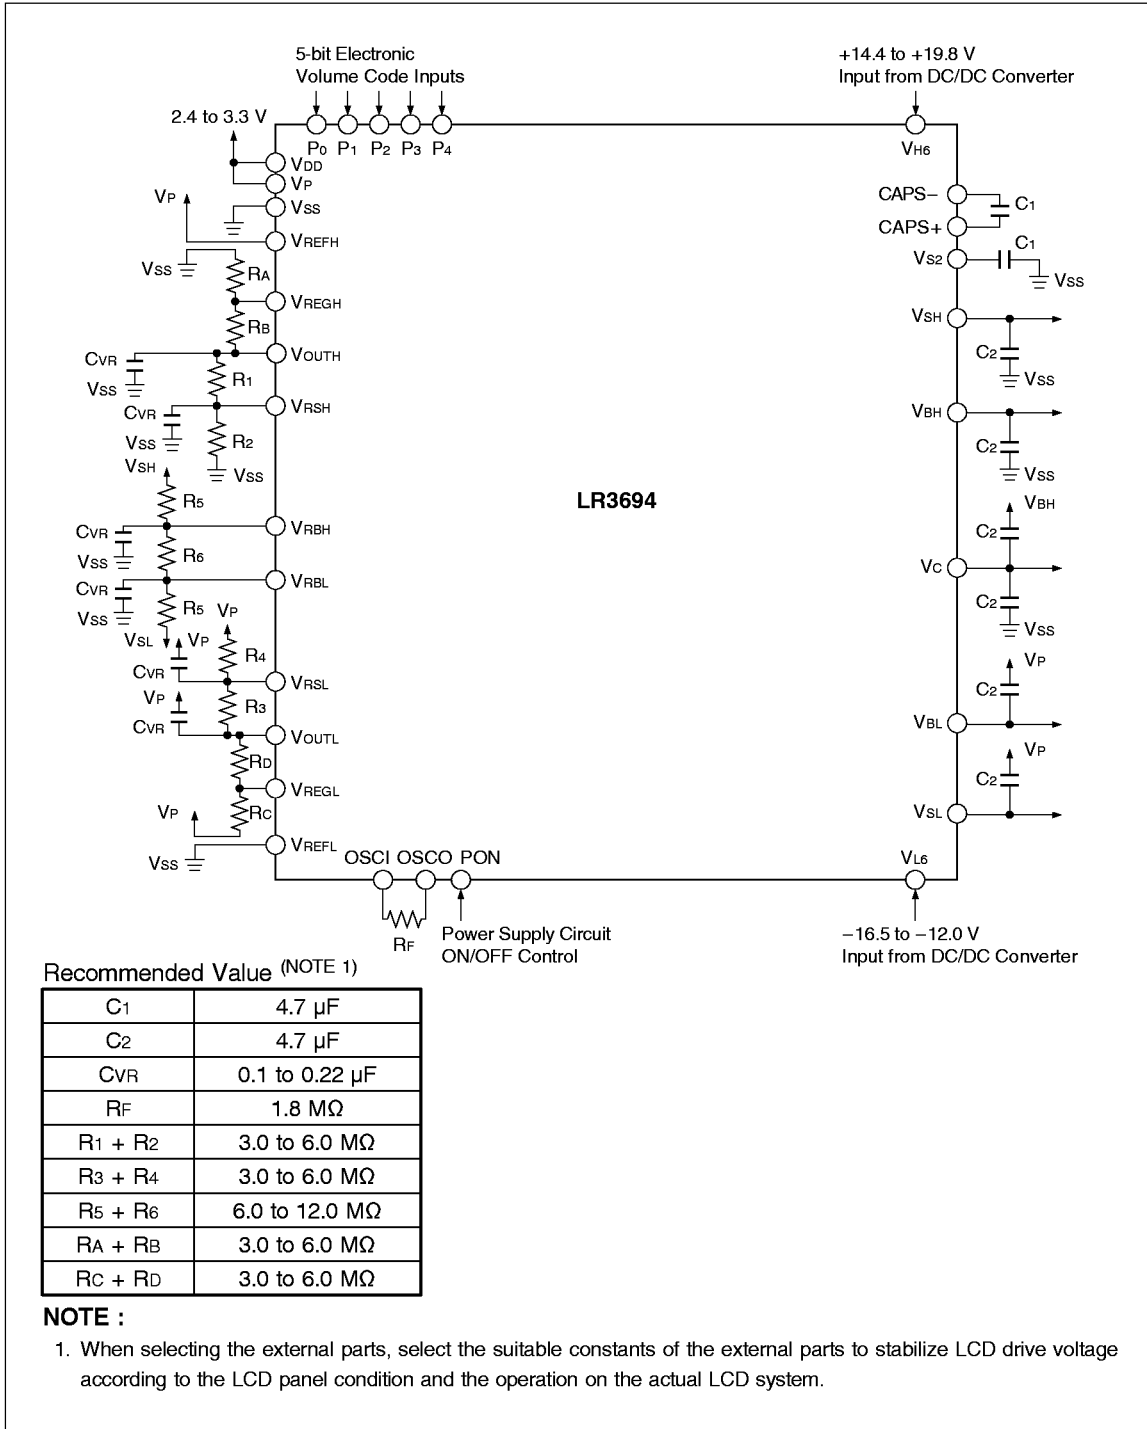 5-bit Electronic
Volume Code Inputs
+14.4 to +19.8 V
Input from DC/DC Converter
2.4 to 3.3 V
P0 P1 P2 P3 P4
VH6
VDD
VP
VP
VSS
VREFH
VSS
RA
VREGH
RB
VOUTH
CVR
VSS
R1
VRSH
CVR
VSS
R2
VSS
VSH
R5
VRBH
CVR
VSS
R6
VRBL
CVR
VSS
R5
VSL
VP
VP
R4
CVR
VRSL
VP
R3
CVR
VOUTL
RD
VREGL
VP
RC
VREFL
VSS
LR3694
CAPS−
C1
CAPS+
C1
VS2
VSS
VSH
C2
VSS
VBH
C2
VSS
VBH
C2
VC
C2
VSS
VP
C2
VBL
VP
C2
VSL
OSCI OSCO PON
VL6
RF
Power Supply Circuit
ON/OFF Control
−16.5 to −12.0 V
Input from DC/DC Converter
Recommended Value (NOTE 1)
C1 4.7 µF
C2 4.7 µF
CVR 0.1 to 0.22 µF
RF 1.8 MΩ
R1 + R2 3.0 to 6.0 MΩ
R3 + R4 3.0 to 6.0 MΩ
R5 + R6 6.0 to 12.0 MΩ
RA + RB 3.0 to 6.0 MΩ
RC + RD 3.0 to 6.0 MΩ
NOTE :
1. When selecting the external parts, select the suitable constants of the external parts to stabilize LCD drive voltage
according to the LCD panel condition and the operation on the actual LCD system.